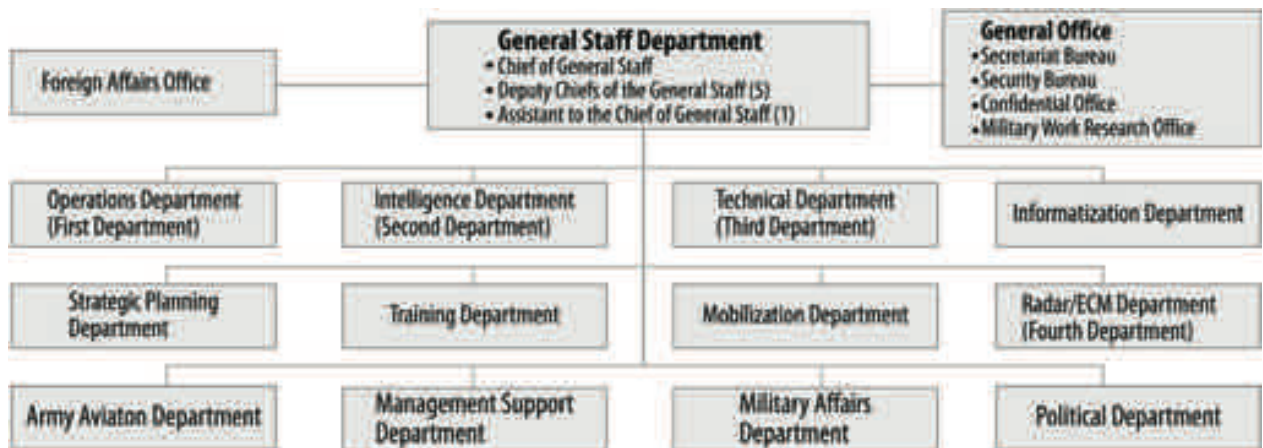 Foreign Affairs Office
General Staff Department
• Chief of General Staff
• Deputy Chiefs of the General Staff (5)
• Assistant to the Chief of General Staff (1)
General Office
• Secretariat Bureau
• Security Bureau
• Confidential Office
• Military Work Research Office
Operations Department
(First Department)
Intelligence Department
(Second Department)
Technical Department
(Third Department)
Informatization Department
Strategic Planning
Department
Training Department
Mobilization Department
Radar/ECM Department
(Fourth Department)
Army Aviaton Department
Management Support
Department
Military Affairs
Department
Political Department